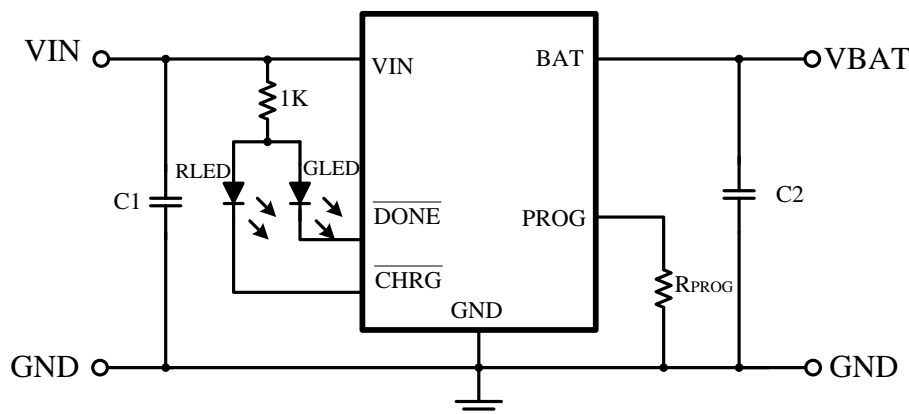 VIN
VIN
BAT
VBAT
1K
RLED
GLED
C1
C2
DONE
PROG
CHRG
RPROG
GND
GND
GND